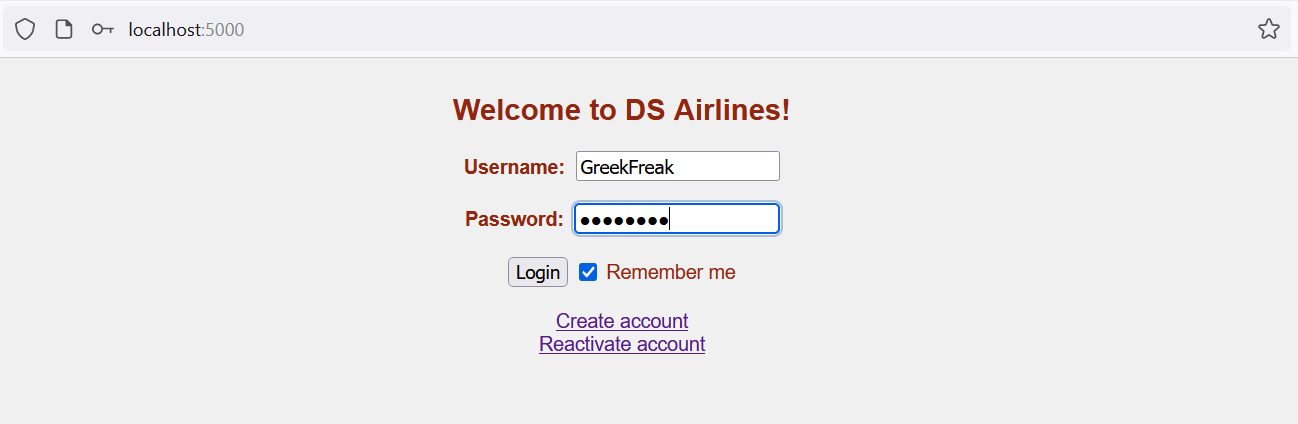 localhost:5000
Welcome to DS Airlines!
Username: GreekFreak
Password: ••••••••
Login Remember me
Create account
Reactivate account